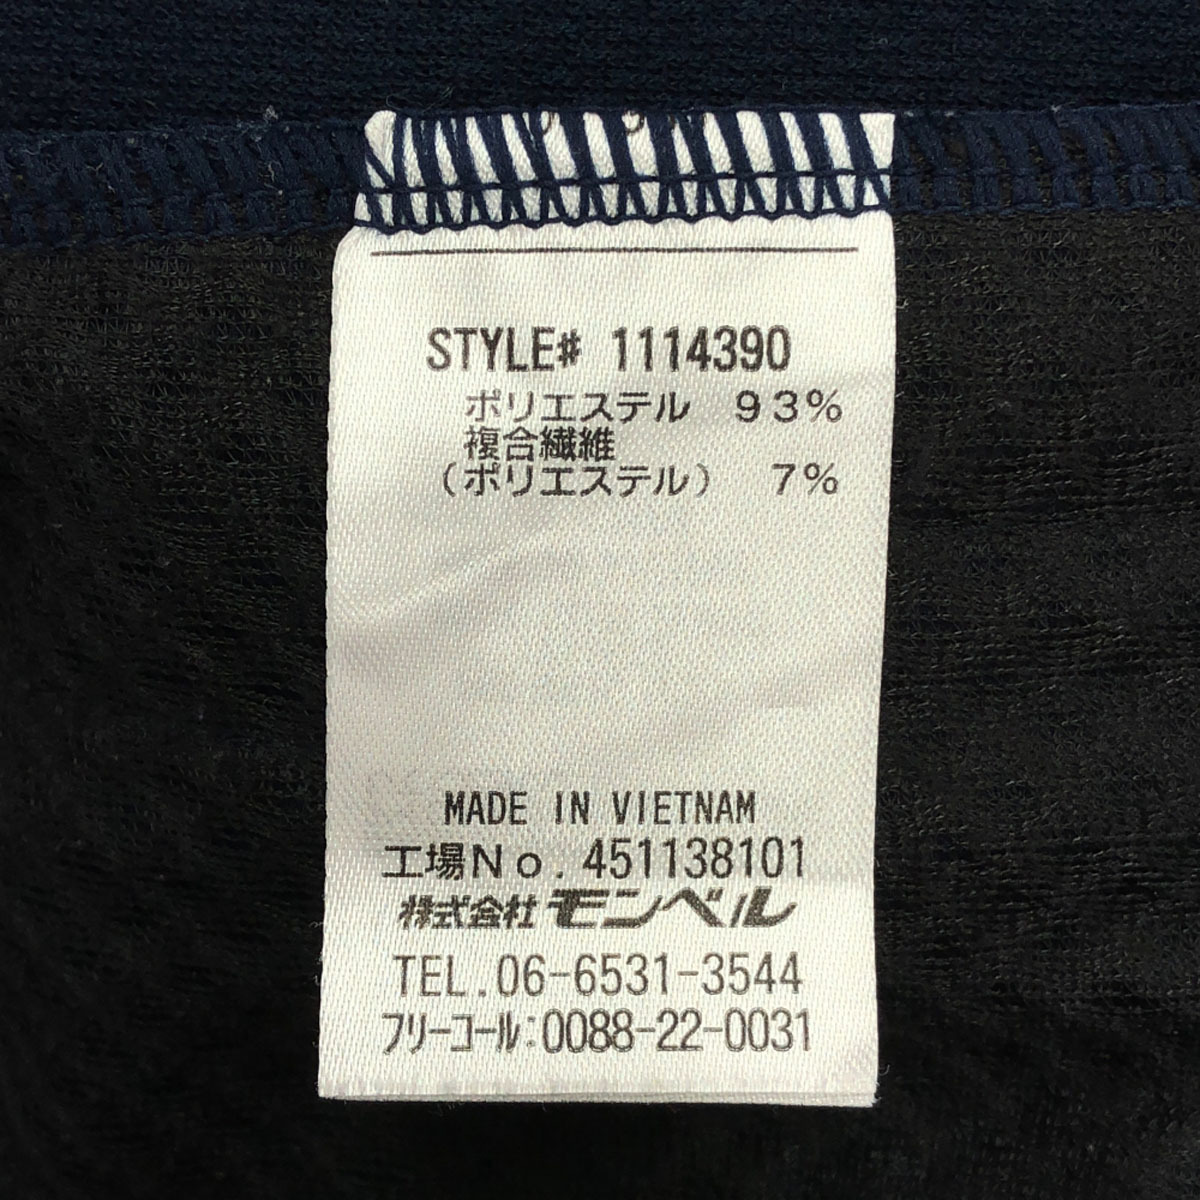 STYLE# 1114390
ポリエステル 93%
複合繊維
(ポリエステル) 7%
MADE IN VIETNAM
工場No. 451138101
株式会社 モンベル
TEL.06-6531-3544
フリーコール:0088-22-0031